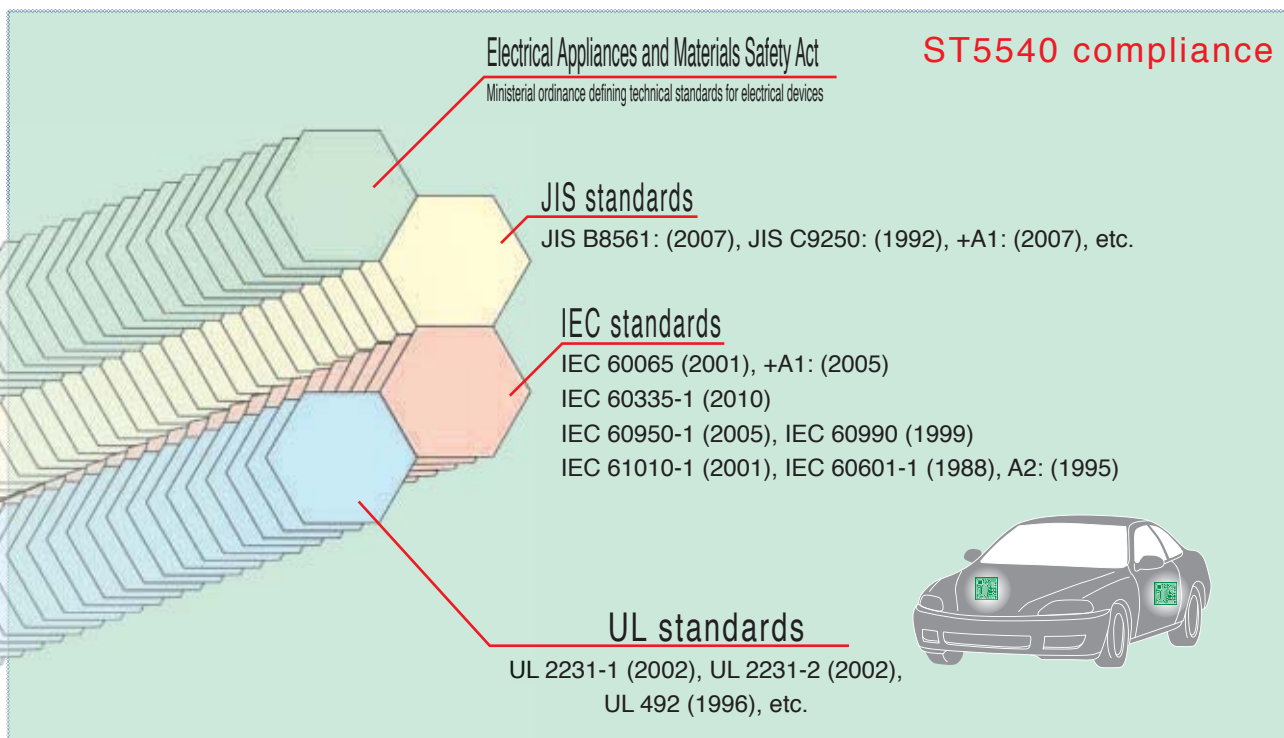 Electrical Appliances and Materials Safety Act
Ministerial ordinance defining technical standards for electrical devices
ST5540 compliance
JIS standards
JIS B8561: (2007), JIS C9250: (1992), +A1: (2007), etc.
IEC standards
IEC 60065 (2001), +A1: (2005)
IEC 60335-1 (2010)
IEC 60950-1 (2005), IEC 60990 (1999)
IEC 61010-1 (2001), IEC 60601-1 (1988), A2: (1995)
UL standards
UL 2231-1 (2002), UL 2231-2 (2002),
UL 492 (1996), etc.